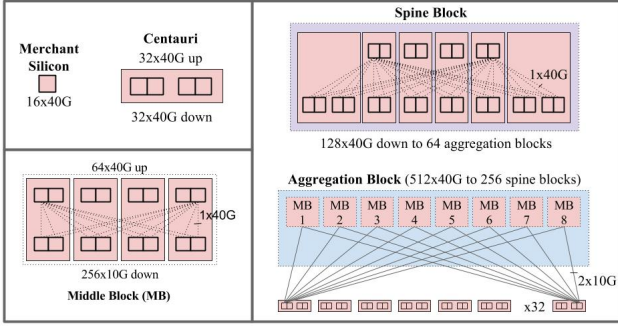 Merchant
Silicon
16x40G
Centauri
32x40G up
32x40G down
64x40G up
1x40G
256x10G down
Middle Block (MB)
Spine Block
1x40G
128x40G down to 64 aggregation blocks
Aggregation Block (512x40G to 256 spine blocks)
MB MB MB MB MB MB MB MB
1 2 3 4 5 6 7 8
2x10G
x32